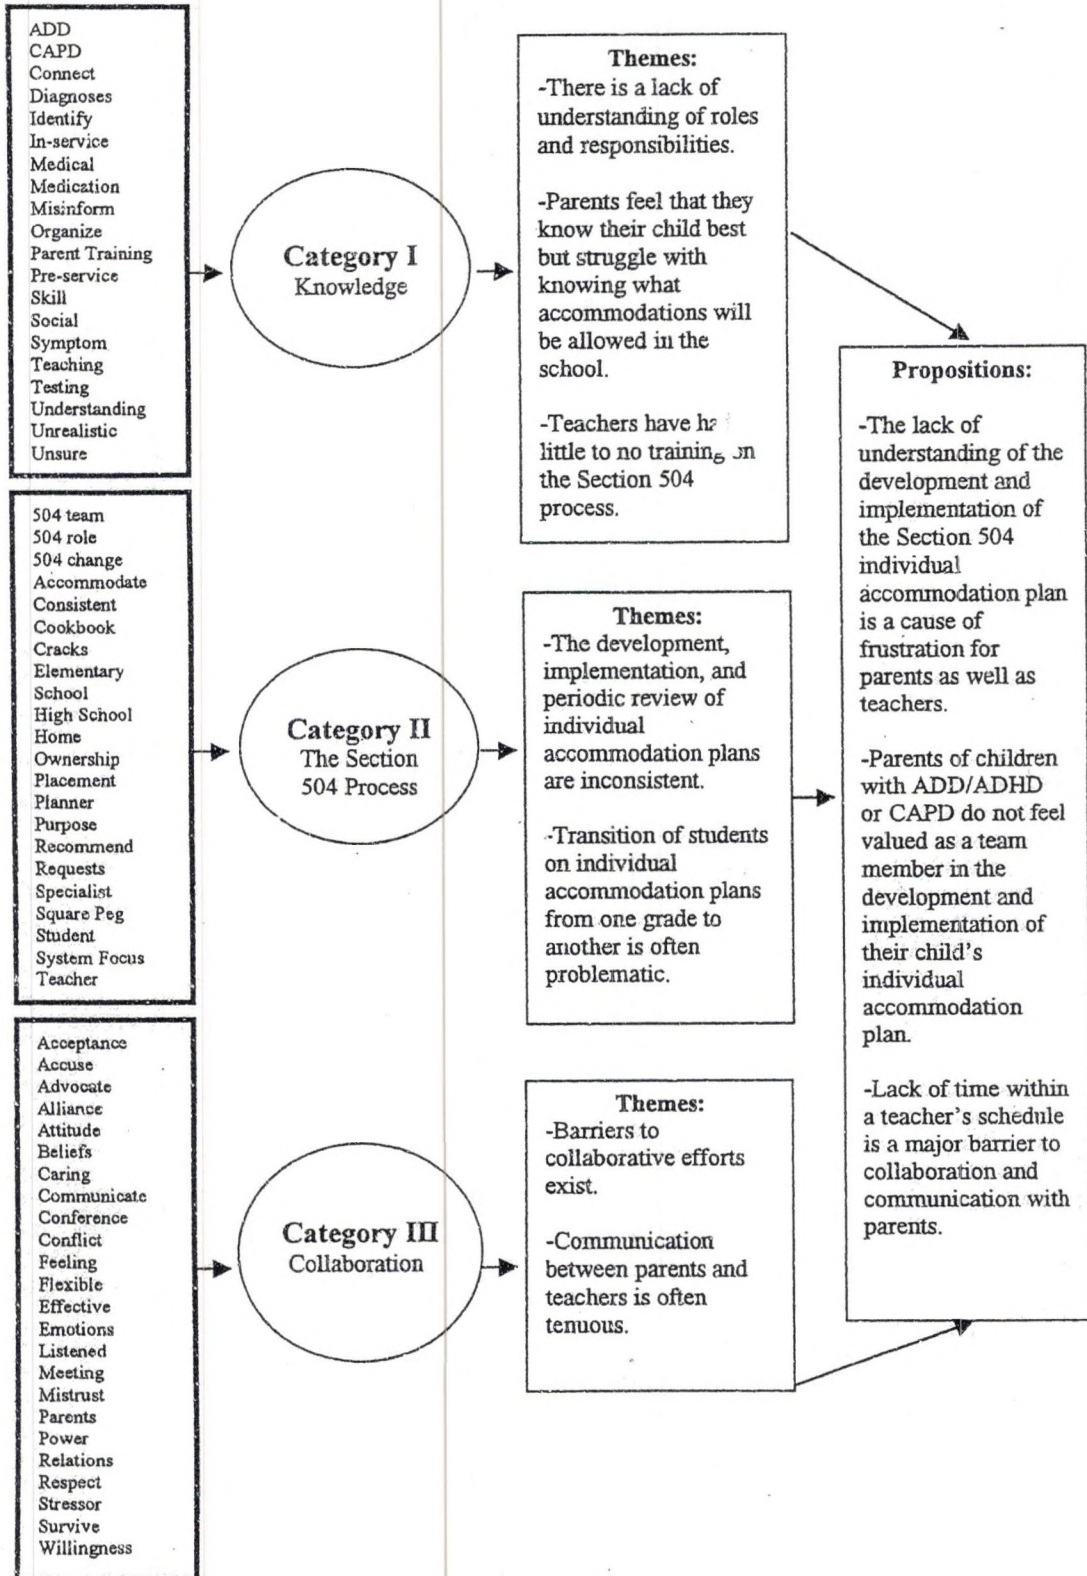 ADD
CAPD
Connect
Diagnoses
Identify
In-service
Medical
Medication
Misinform
Organize
Parent Training
Pre-service
Skill
Social
Symptom
Teaching
Testing
Understanding
Unrealistic
Unsure
Category I
Knowledge
Themes:
-There is a lack of
understanding of roles
and responsibilities.
-Parents feel that they
know their child best
but struggle with
knowing what
accommodations will
be allowed in the
school.
-Teachers have
little to no training on
the Section 504
process.
504 team
504 role
504 change
Accommodate
Consistent
Cookbook
Cracks
Elementary
School
High School
Home
Ownership
Placement
Planner
Purpose
Recommend
Requests
Specialist
Square Peg
Student
System Focus
Teacher
Category II
The Section
504 Process
Themes:
-The development,
implementation, and
periodic review of
individual
accommodation plans
are inconsistent.
-Transition of students
on individual
accommodation plans
from one grade to
another is often
problematic.
Acceptance
Accuse
Advocate
Alliance
Attitude
Beliefs
Caring
Communicate
Conference
Conflict
Feeling
Flexible
Effective
Emotions
Listened
Meeting
Mistrust
Parents
Power
Relations
Respect
Stressor
Survive
Willingness
Category III
Collaboration
Themes:
-Barriers to
collaborative efforts
exist.
-Communication
between parents and
teachers is often
tenuous.
Propositions:
-The lack of
understanding of the
development and
implementation of
the Section 504
individual
accommodation plan
is a cause of
frustration for
parents as well as
teachers.
-Parents of children
with ADD/ADHD
or CAPD do not feel
valued as a team
member in the
development and
implementation of
their child's
individual
accommodation
plan.
-Lack of time within
a teacher's schedule
is a major barrier to
collaboration and
communication with
parents.